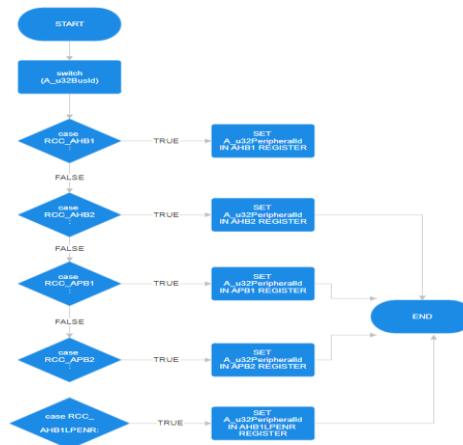 START
switch
(A_u32BusId)
case
RCC_AHB1
:
TRUE
SET
A_u32PeripheralId
IN AHB1 REGISTER
FALSE
case
RCC_AHB2
:
TRUE
SET
A_u32PeripheralId
IN AHB2 REGISTER
FALSE
case
RCC_APB1
:
TRUE
SET
A_u32PeripheralId
IN APB1 REGISTER
END
FALSE
case
RCC_APB2
:
TRUE
SET
A_u32PeripheralId
IN APB2 REGISTER
case RCC_
AHB1LPENR:
TRUE
SET
A_u32PeripheralId
IN AHB1LPENR
REGISTER